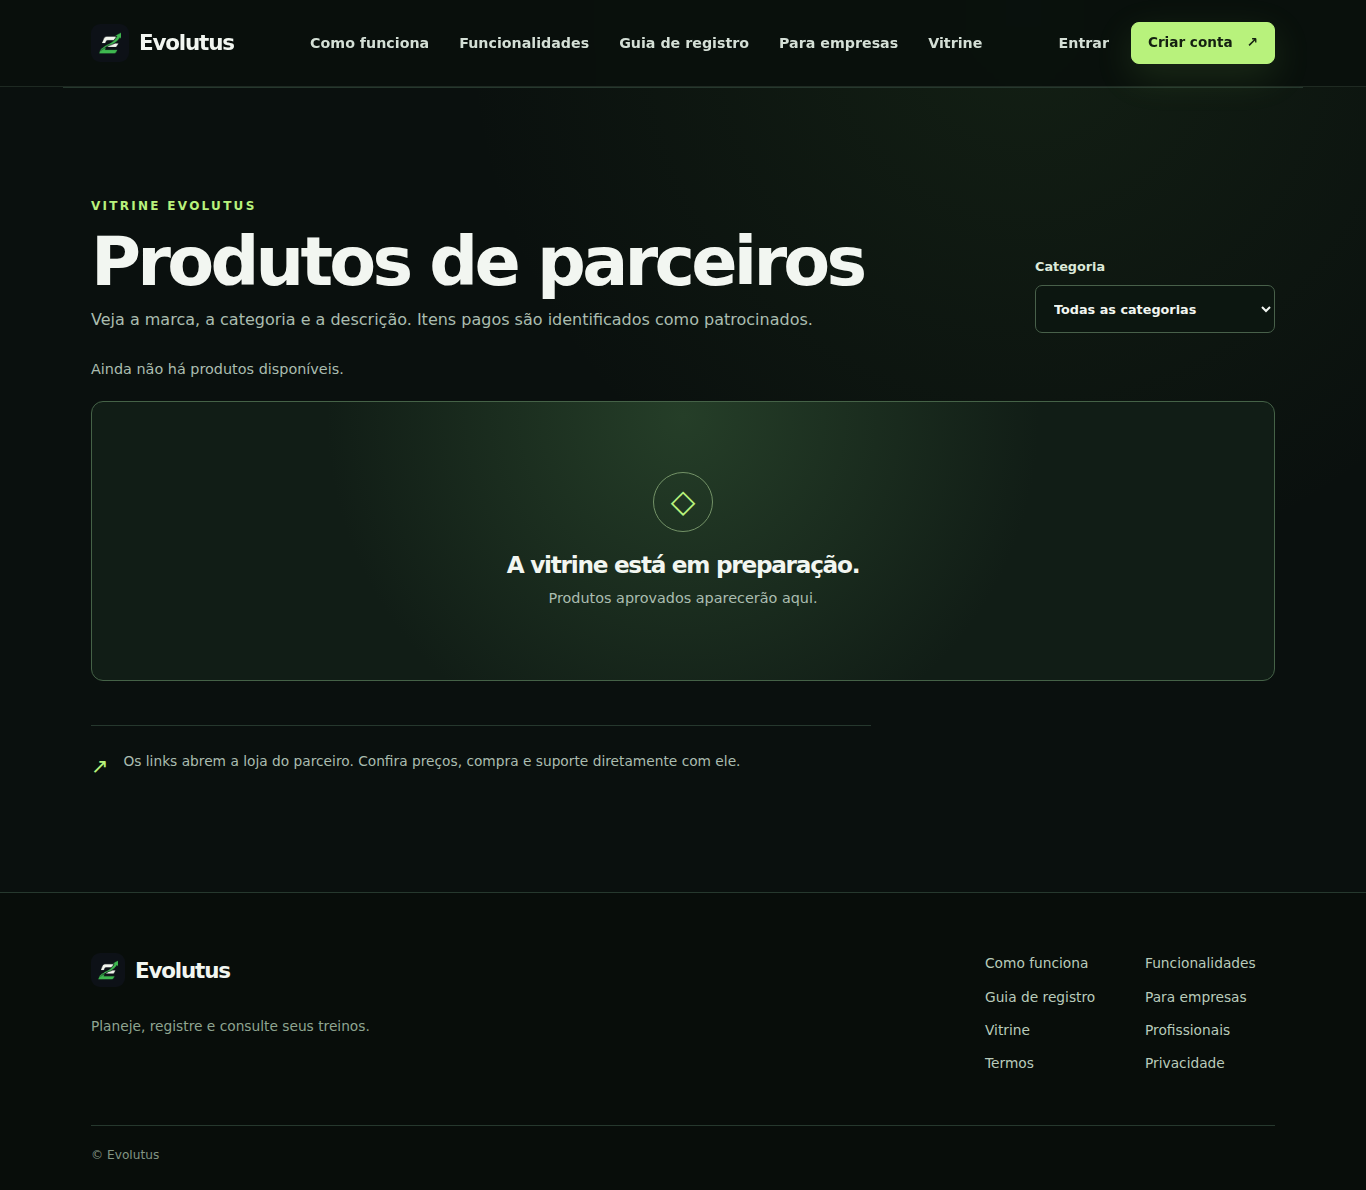 Evolutus
Como funciona
Funcionalidades
Guia de registro
Para empresas
Vitrine
Entrar
Criar conta ↗
VITRINE EVOLUTUS
Produtos de parceiros
Veja a marca, a categoria e a descrição. Itens pagos são identificados como patrocinados.
Categoria
Todas as categorias
Ainda não há produtos disponíveis.
A vitrine está em preparação.
Produtos aprovados aparecerão aqui.
↗ Os links abrem a loja do parceiro. Confira preços, compra e suporte diretamente com ele.
Evolutus
Planeje, registre e consulte seus treinos.
Como funciona
Funcionalidades
Guia de registro
Para empresas
Vitrine
Profissionais
Termos
Privacidade
© Evolutus